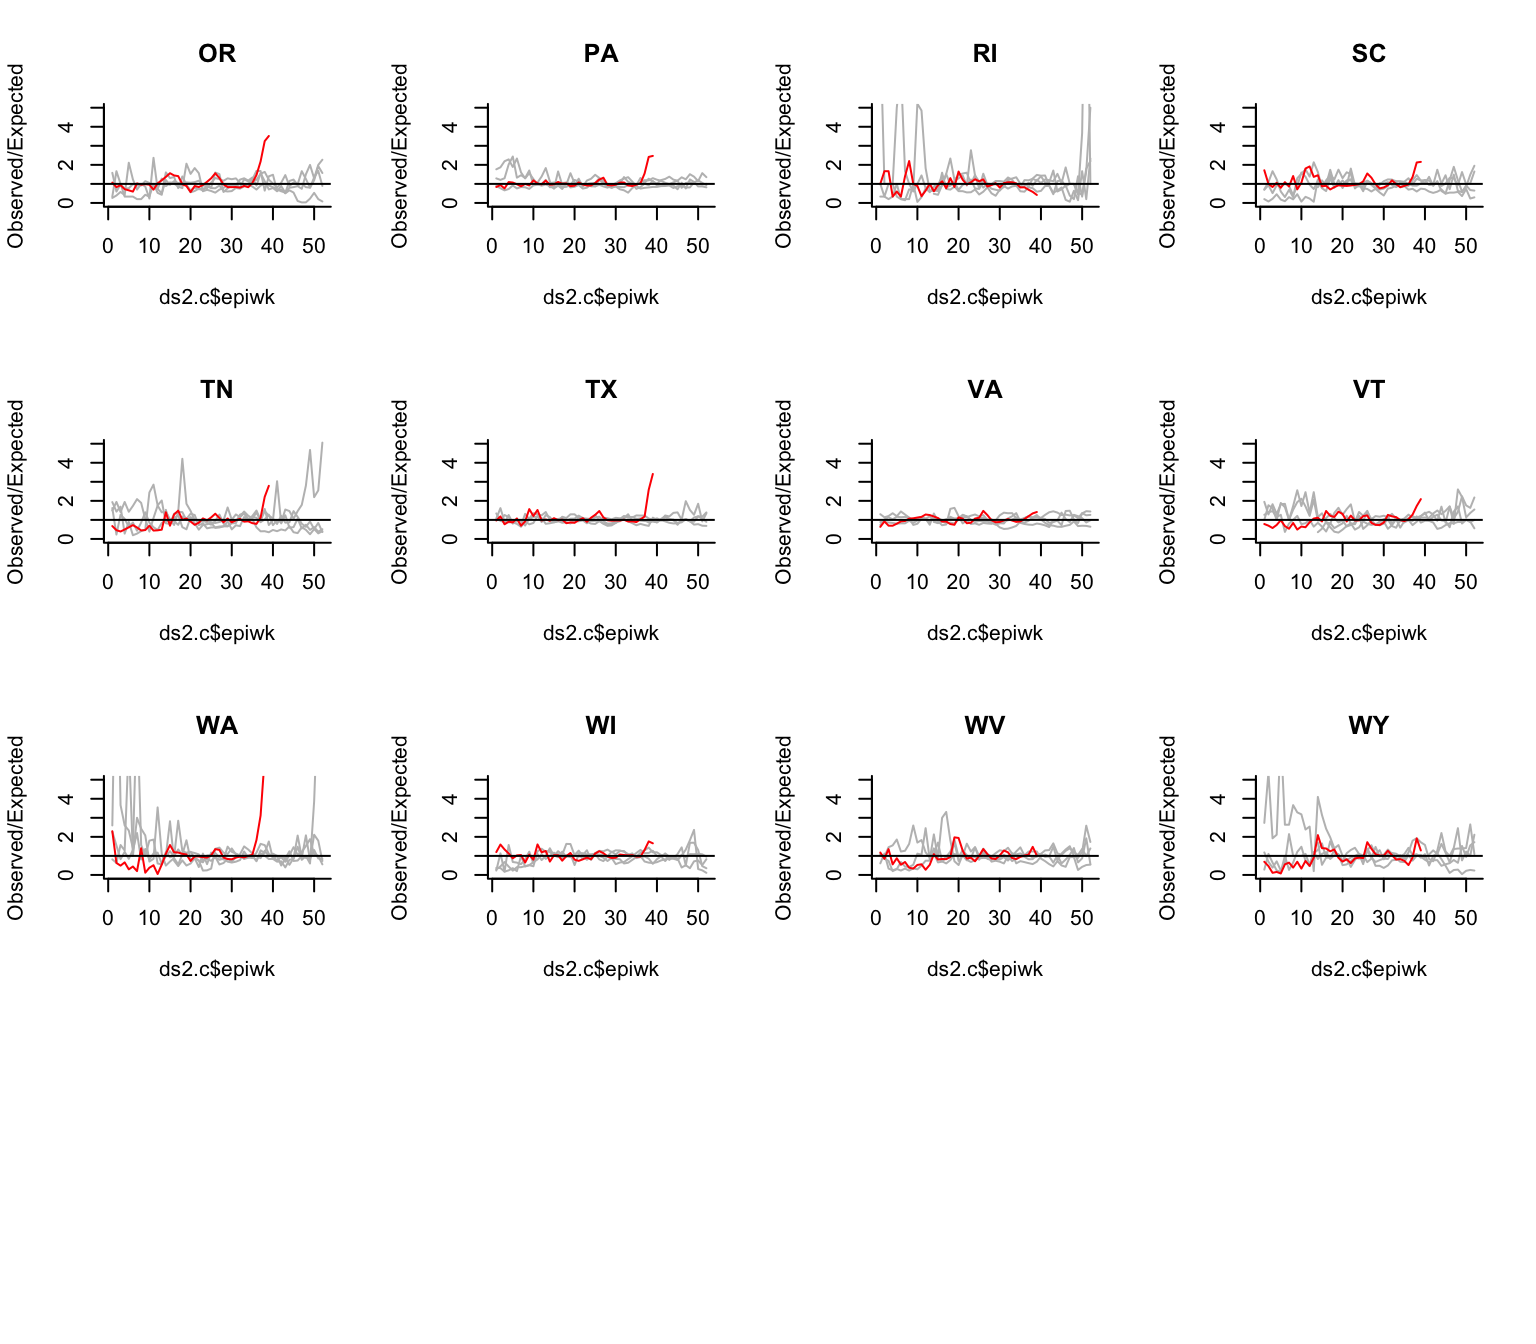 OR PA RI SC
Observed/Expected Observed/Expected Observed/Expected Observed/Expected
4 4 4 4
2 2 2 2
0 0 0 0
0 10 20 30 40 50 0 10 20 30 40 50 0 10 20 30 40 50 0 10 20 30 40 50
ds2.c$epiwk ds2.c$epiwk ds2.c$epiwk ds2.c$epiwk
TN TX VA VT
Observed/Expected Observed/Expected Observed/Expected Observed/Expected
4 4 4 4
2 2 2 2
0 0 0 0
0 10 20 30 40 50 0 10 20 30 40 50 0 10 20 30 40 50 0 10 20 30 40 50
ds2.c$epiwk ds2.c$epiwk ds2.c$epiwk ds2.c$epiwk
WA WI WV WY
Observed/Expected Observed/Expected Observed/Expected Observed/Expected
4 4 4 4
2 2 2 2
0 0 0 0
0 10 20 30 40 50 0 10 20 30 40 50 0 10 20 30 40 50 0 10 20 30 40 50
ds2.c$epiwk ds2.c$epiwk ds2.c$epiwk ds2.c$epiwk